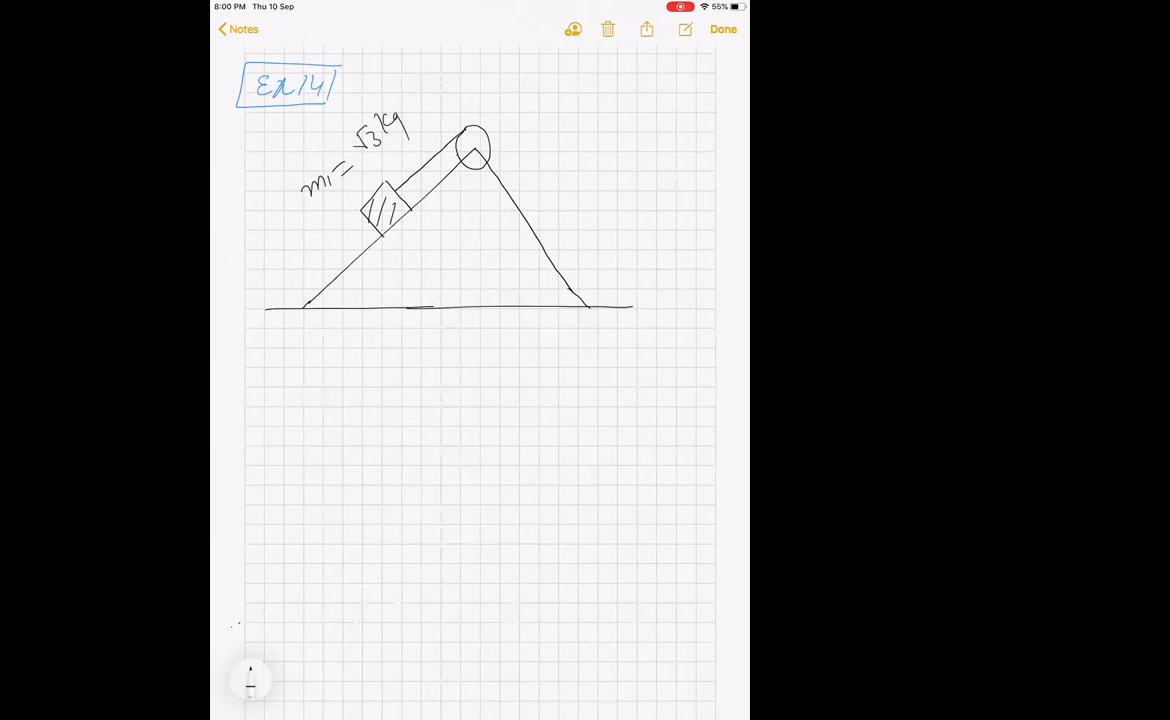 8:00 PM Thu 10 Sep
55%
Notes
Done
Ex 14
m1 = √3 kg